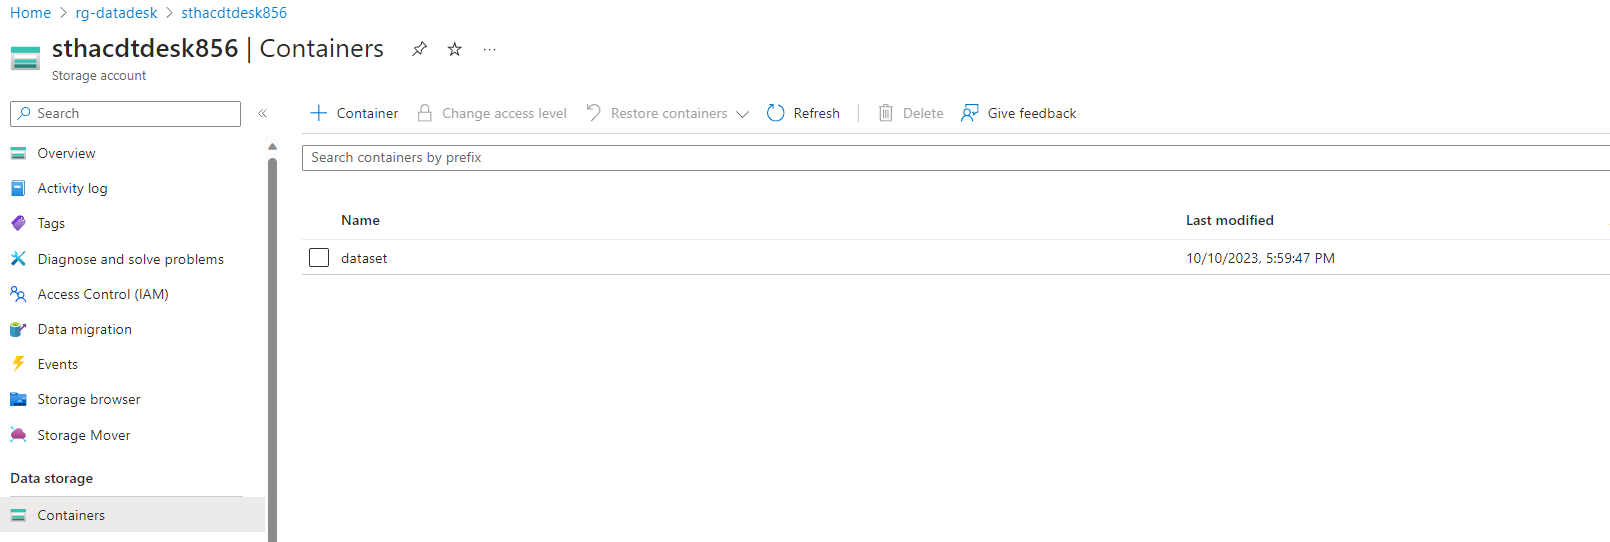 Home > rg-datadesk > sthacdtdesk856
sthacdtdesk856 | Containers
Storage account
Search
Container Change access level Restore containers Refresh Delete Give feedback
Search containers by prefix
Overview
Activity log
Tags
Diagnose and solve problems
Access Control (IAM)
Data migration
Events
Storage browser
Storage Mover
Data storage
Containers
Name Last modified
dataset 10/10/2023, 5:59:47 PM